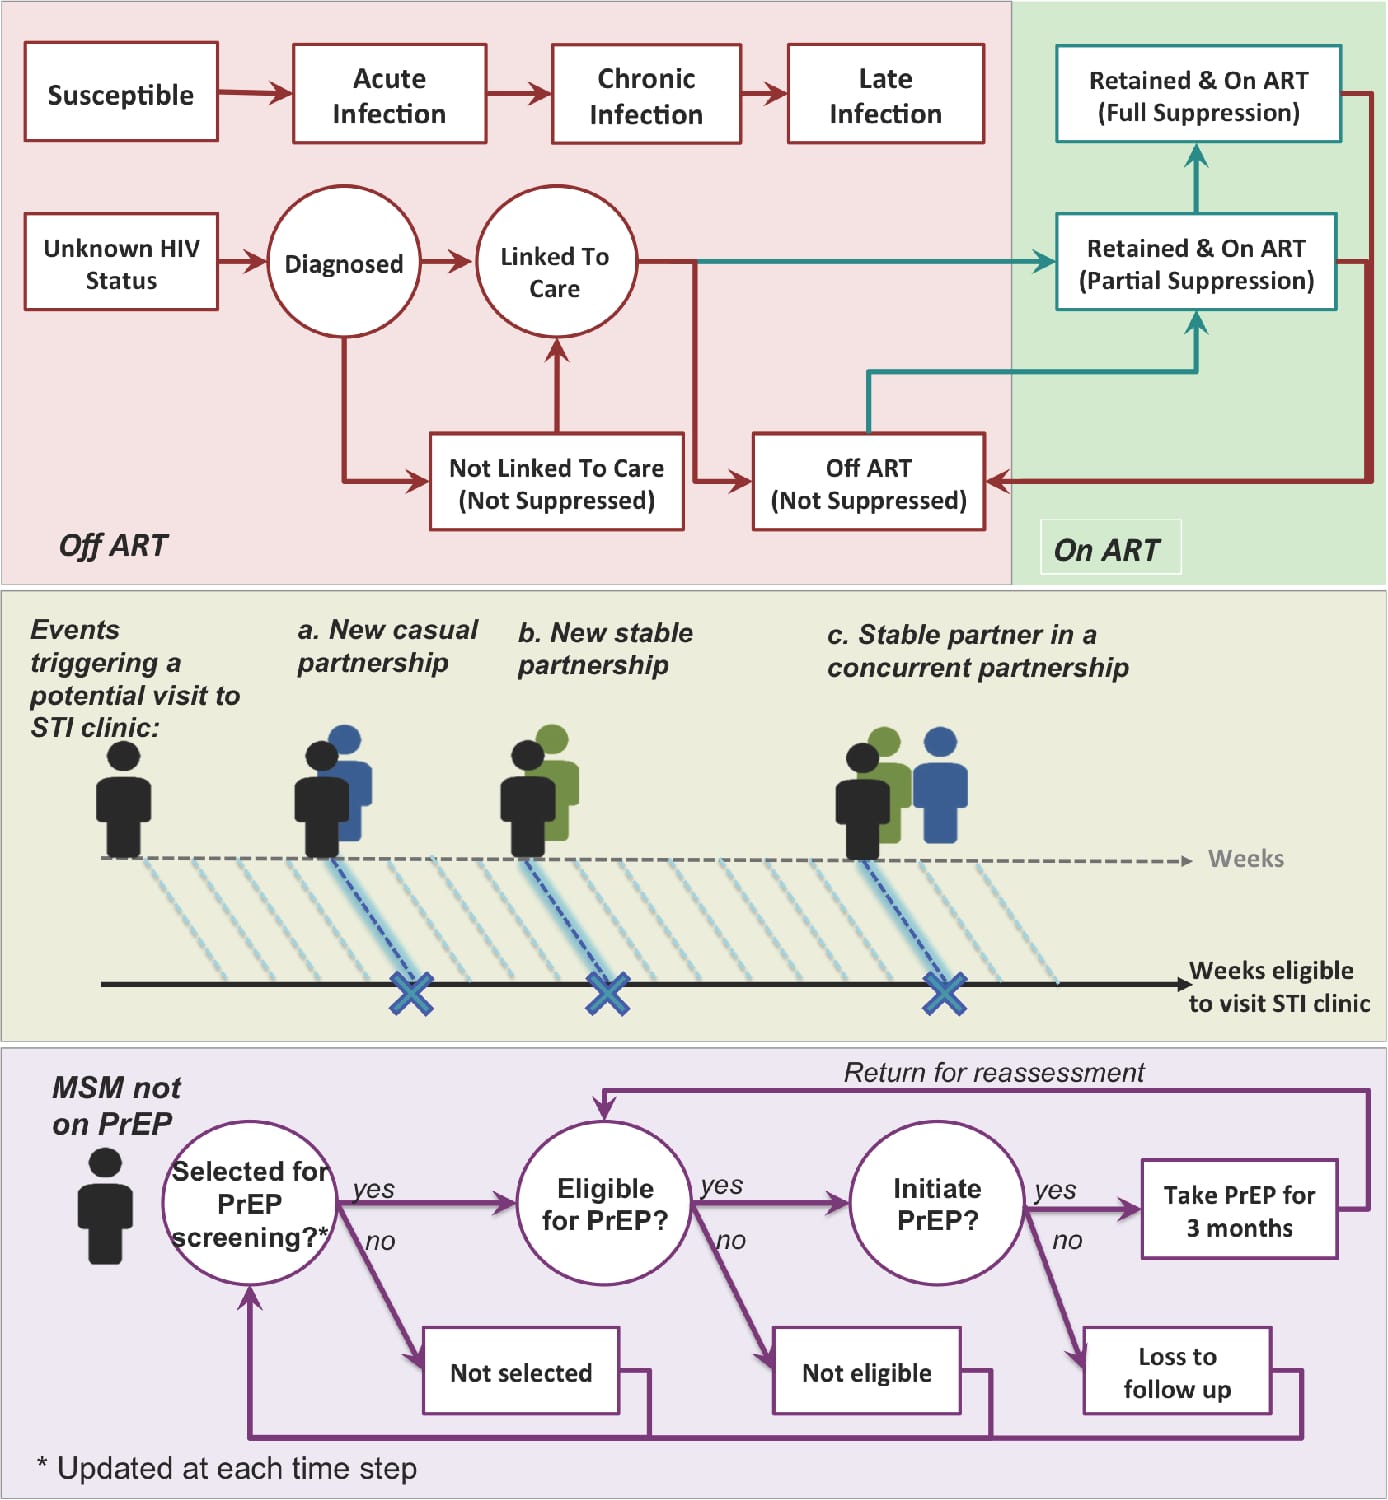 Susceptible
Acute
Infection
Chronic
Infection
Late
Infection
Retained & On ART
(Full Suppression)
Unknown HIV
Status
Diagnosed
Linked To
Care
Retained & On ART
(Partial Suppression)
Not Linked To Care
(Not Suppressed)
Off ART
(Not Suppressed)
Off ART
On ART
Events
triggering a
potential visit to
STI clinic:
a. New casual
partnership
b. New stable
partnership
c. Stable partner in a
concurrent partnership
Weeks
Weeks eligible
to visit STI clinic
MSM not
on PrEP
Return for reassessment
Selected for
PrEP
screening?*
yes
no
Eligible
for PrEP?
yes
no
Initiate
PrEP?
yes
no
Take PrEP for
3 months
Not selected
Not eligible
Loss to
follow up
* Updated at each time step